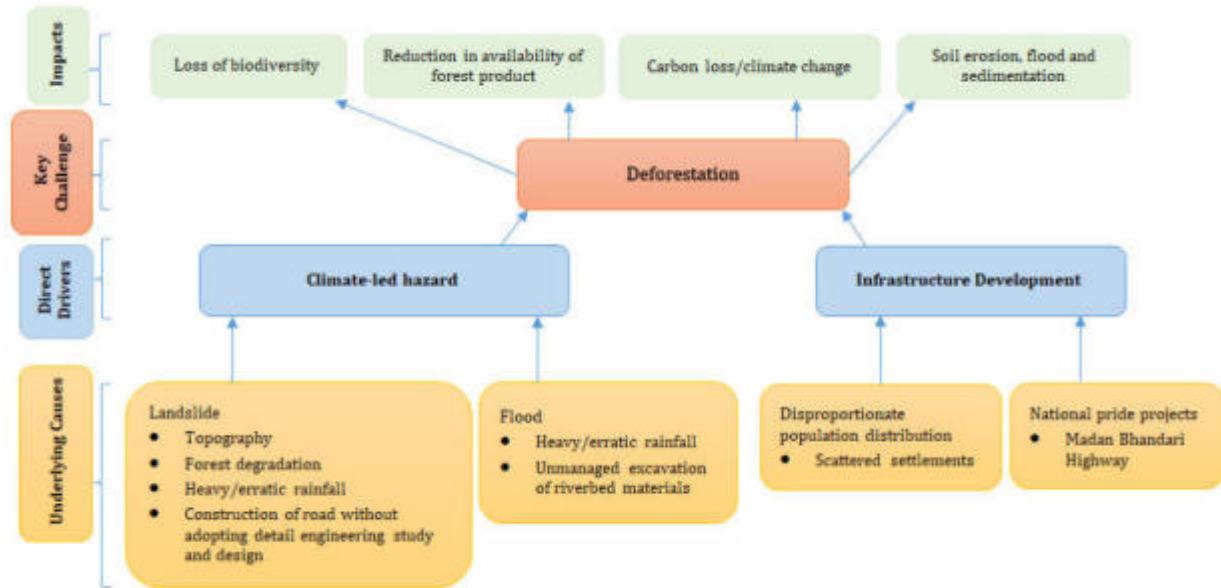 Impacts
Loss of biodiversity
Reduction in availability of
forest product
Carbon loss/climate change
Soil erosion, flood and
sedimentation
Key
Challenge
Deforestation
Direct
Drivers
Climate-led hazard
Infrastructure Development
Underlying Causes
Landslide
● Topography
● Forest degradation
● Heavy/erratic rainfall
● Construction of road without
adopting detail engineering study
and design
Flood
● Heavy/erratic rainfall
● Unmanaged excavation
of riverbed materials
Disproportionate
population distribution
● Scattered settlements
National pride projects
● Madan Bhandari
Highway